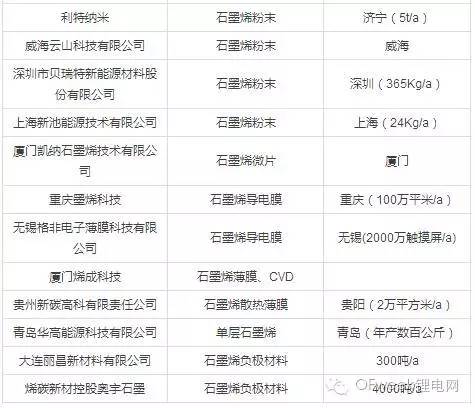 利特纳米 石墨烯粉末 济宁（5t/a）
威海云山科技有限公司 石墨烯粉末 威海
深圳市贝瑞特新能源材料股 石墨烯粉末 深圳（365Kg/a）
份有限公司
上海新池能源技术有限公司 石墨烯粉末 上海（24Kg/a）
厦门凯纳石墨烯技术有限公 石墨烯微片 厦门
司
重庆墨烯科技 石墨烯导电膜 重庆（100万平米/a）
无锡格非电子薄膜科技有限 石墨烯导电膜 无锡(2000万触摸屏/a)
公司
厦门烯成科技 石墨烯薄膜、CVD
贵州新碳高科有限责任公司 石墨烯散热薄膜 贵阳（2万平方米/a）
青岛华高能源科技有限公司 单层石墨烯 青岛（年产数百公斤）
大连丽昌新材料有限公司 石墨烯负极材料 300吨/a
烯碳新材控股奥宇石墨 石墨烯负极材料 4000吨/a
OFweek锂电网